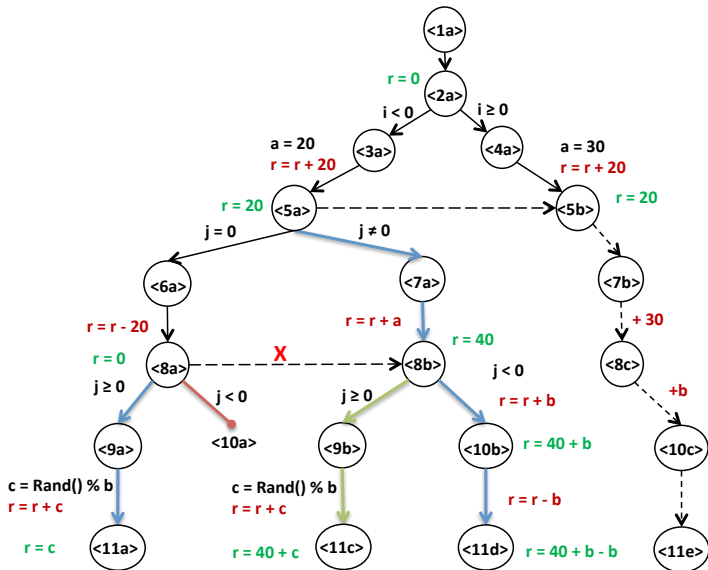 <1a>
r = 0
<2a>
i < 0
i ≥ 0
a = 20
r = r + 20
<3a>
<4a>
a = 30
r = r + 20
r = 20
<5a>
<5b>
r = 20
j = 0
j ≠ 0
<6a>
<7a>
<7b>
r = r - 20
r = r + a
+ 30
r = 0
<8a>
X
<8b>
r = 40
<8c>
j ≥ 0
j < 0
j ≥ 0
j < 0
r = r + b
+b
<9a>
<10a>
<9b>
<10b>
r = 40 + b
<10c>
c = Rand() % b
r = r + c
c = Rand() % b
r = r + c
r = r - b
r = c
<11a>
r = 40 + c
<11c>
<11d>
r = 40 + b - b
<11e>